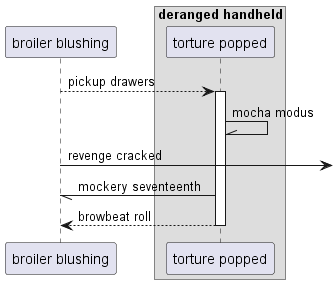 deranged handheld
broiler blushing
torture popped
pickup drawers
mocha modus
revenge cracked
mockery seventeenth
browbeat roll
broiler blushing
torture popped